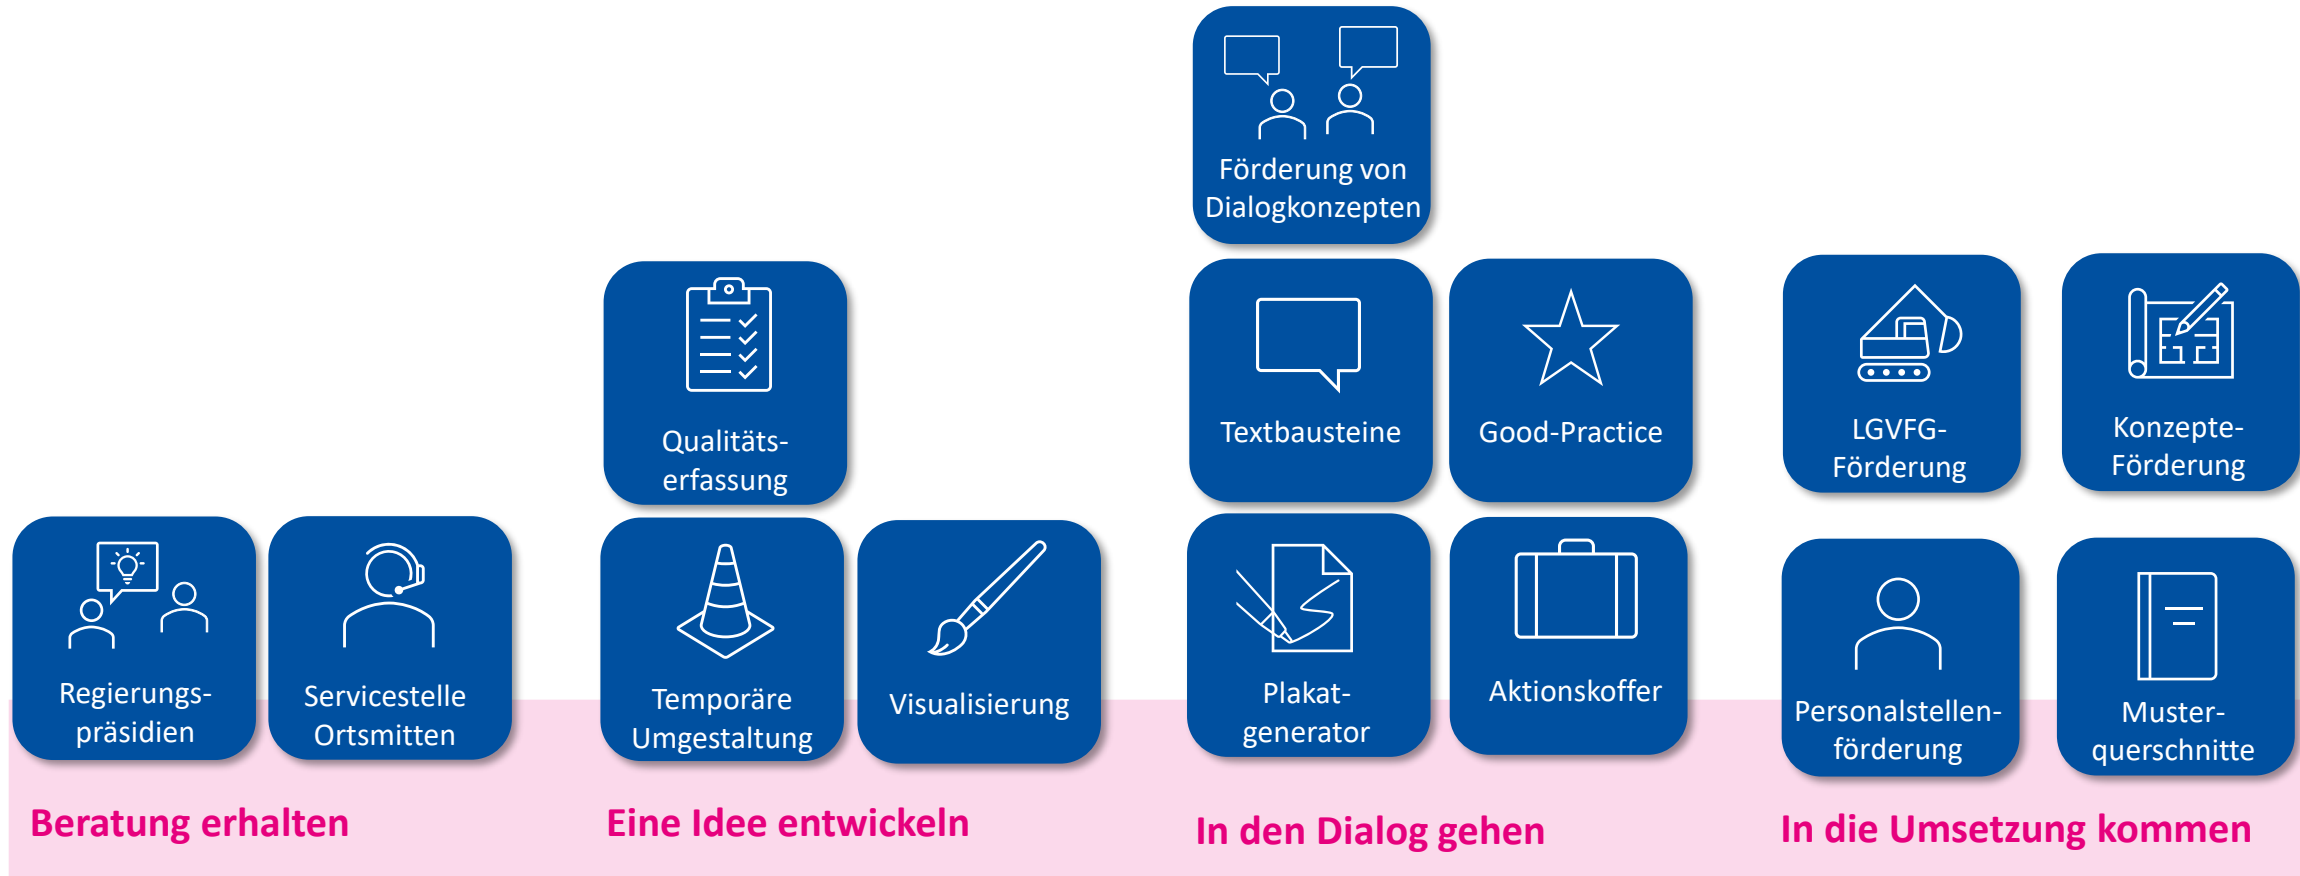 Regierungs-
präsidien
Servicestelle
Ortsmitten
Beratung erhalten
Qualitäts-
erfassung
Temporäre
Umgestaltung
Visualisierung
Eine Idee entwickeln
Förderung von
Dialogkonzepten
Textbausteine
Good-Practice
Plakat-
generator
Aktionskoffer
In den Dialog gehen
LGVFG-
Förderung
Konzepte-
Förderung
Personalstellen-
förderung
Muster-
querschnitte
In die Umsetzung kommen